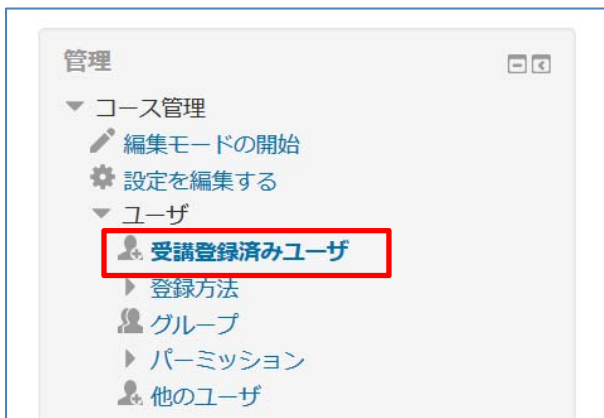 管理
コース管理
編集モードの開始
設定を編集する
ユーザ
受講登録済みユーザ
登録方法
グループ
パーミッション
他のユーザ